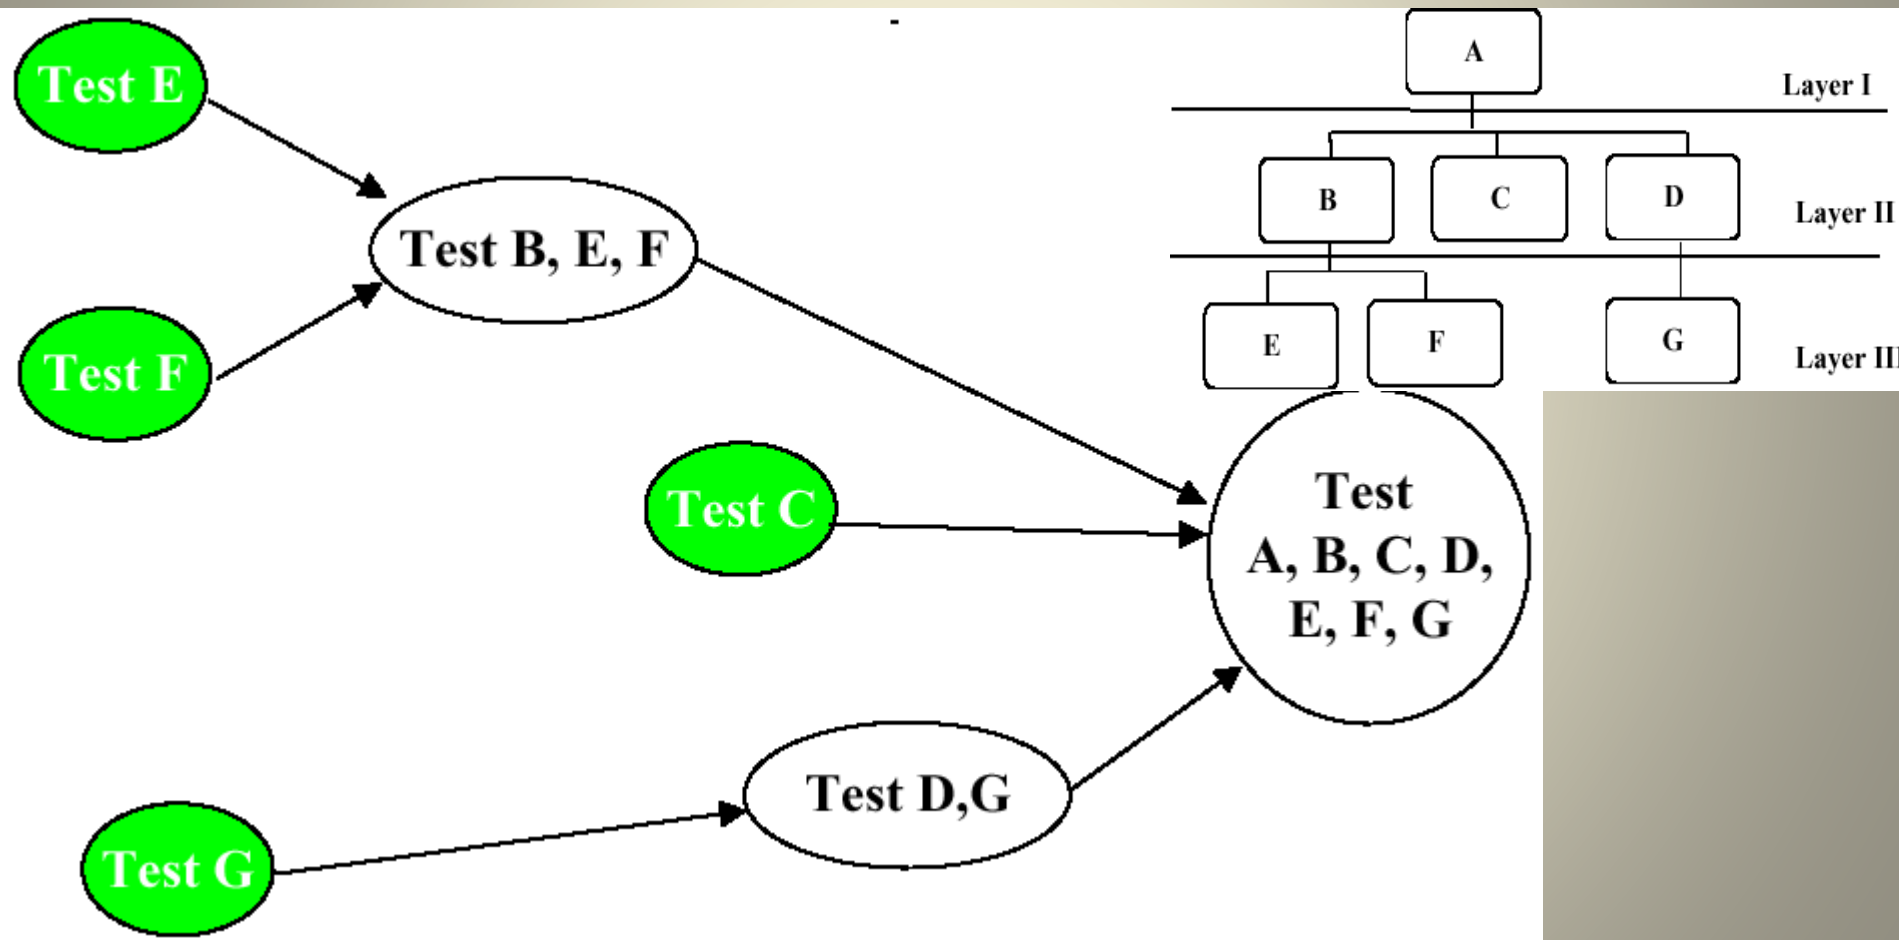 Test E
Test F
Test B, E, F
Test C
Test G
Test D,G
Test
A, B, C, D,
E, F, G
A
Layer I
B
C
D
Layer II
E
F
G
Layer III